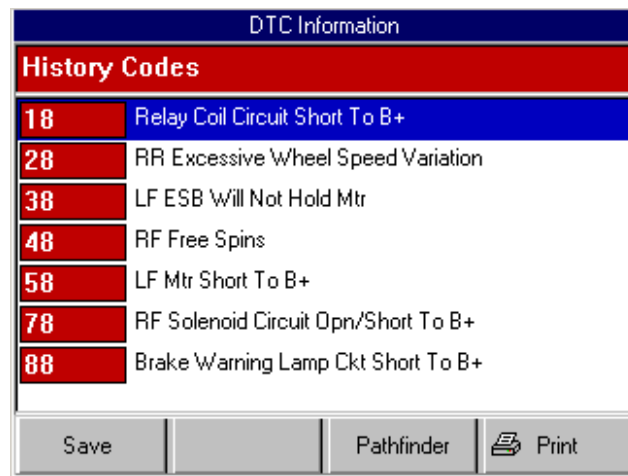 DTC Information
History Codes
18 Relay Coil Circuit Short To B+
28 RR Excessive Wheel Speed Variation
38 LF ESB Will Not Hold Mtr
48 RF Free Spins
58 LF Mtr Short To B+
78 RF Solenoid Circuit Opn/Short To B+
88 Brake Warning Lamp Ckt Short To B+
Save Pathfinder Print